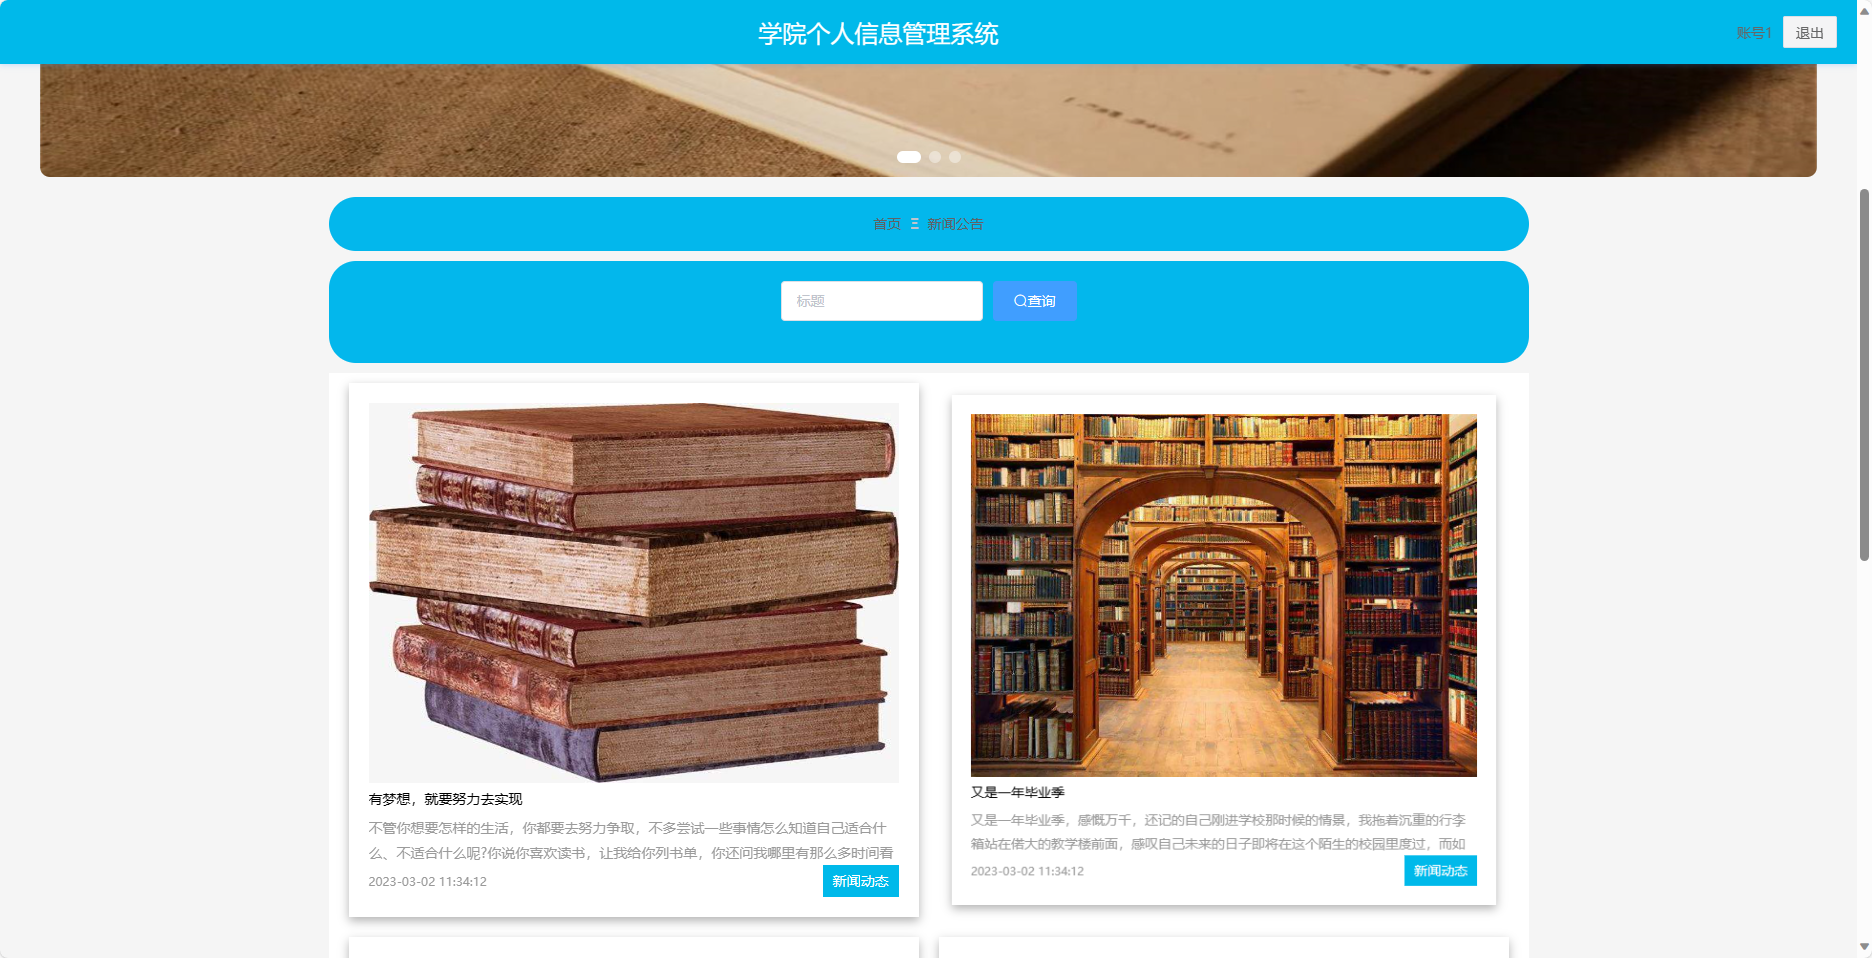 学院个人信息管理系统
账号1
退出
首页 Ξ 新闻公告
标题
查询
有梦想，就要努力去实现
不管你想要怎样的生活，你都要去努力争取，不多尝试一些事情怎么知道自己适合什
么、不适合什么呢?你说你喜欢读书，让我给你列书单，你还问我哪里有那么多时间看
2023-03-02 11:34:12
新闻动态
又是一年毕业季
又是一年毕业季，感慨万千，还记的自己刚进学校那时候的情景，我拖着沉重的行李
箱站在偌大的教学楼前面，感叹自己未来的日子即将在这个陌生的校园里度过，而如
2023-03-02 11:34:12
新闻动态